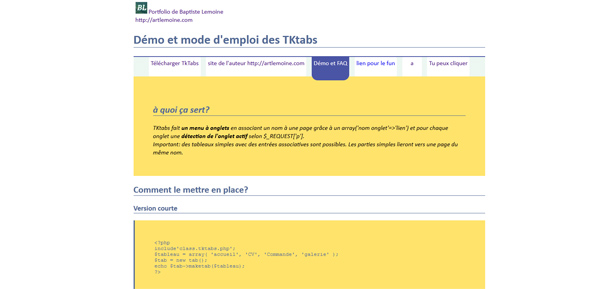 BL Portfolio de Baptiste Lemoine
http://artlemoine.com
Démo et mode d'emploi des TKtabs
Télécharger TkTabs site de l'auteur http://artlemoine.com Démo et FAQ lien pour le fun a Tu peux cliquer
à quoi ça sert?
TKtabs fait un menu à onglets en associant un nom à une page grâce à un array('nom onglet'=>'lien') et pour chaque
onglet une détection de l'onglet actif selon $_REQUEST['p'].
Important: des tableaux simples avec des entrées associatives sont possibles. Les parties simples lieront vers une page du
même nom.
Comment le mettre en place?
Version courte
<?php
include'class.tktabs.php';
$tableau = array( "accueil", "CV", "Commande", "galerie" );
$tab = new tab();
echo $tab->maketab($tableau);
?>